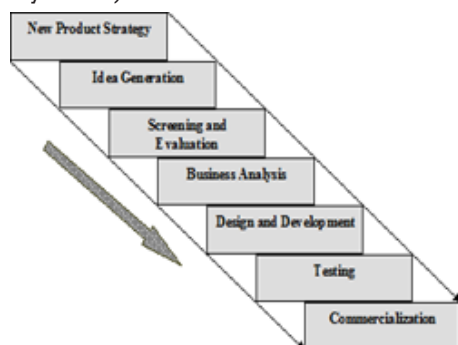 New Product Strategy
Idea Generation
Screening and
Evaluation
Business Analysis
Design and Development
Testing
Commercialization